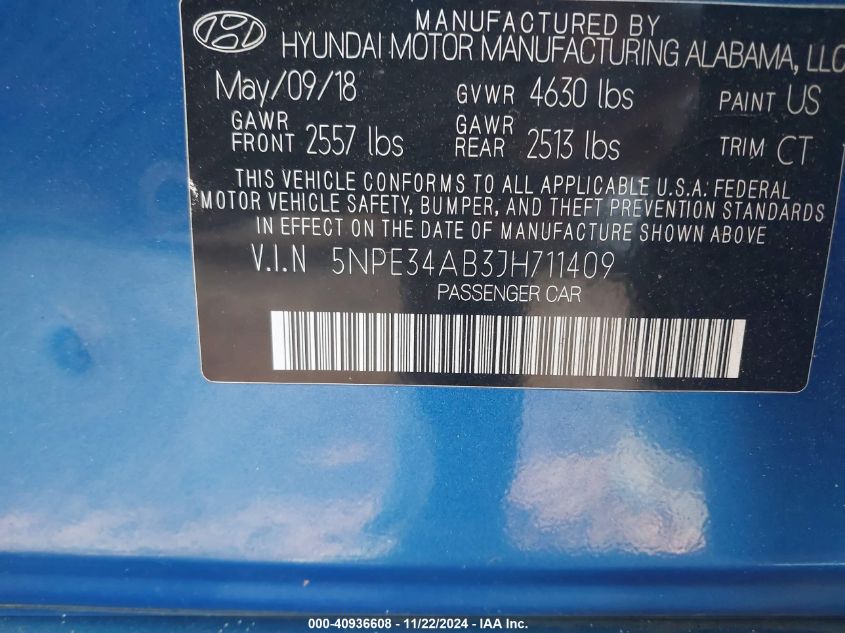 MANUFACTURED BY
HYUNDAI MOTOR MANUFACTURING ALABAMA, LLC
May/09/18 GVWR 4630 lbs PAINT US
GAWR FRONT 2557 lbs GAWR REAR 2513 lbs TRIM CT
THIS VEHICLE CONFORMS TO ALL APPLICABLE U.S.A. FEDERAL
MOTOR VEHICLE SAFETY, BUMPER, AND THEFT PREVENTION STANDARDS
IN EFFECT ON THE DATE OF MANUFACTURE SHOWN ABOVE
V.I.N 5NPE34AB3JH711409
PASSENGER CAR
000-40936608 - 11/22/2024 - IAA Inc.